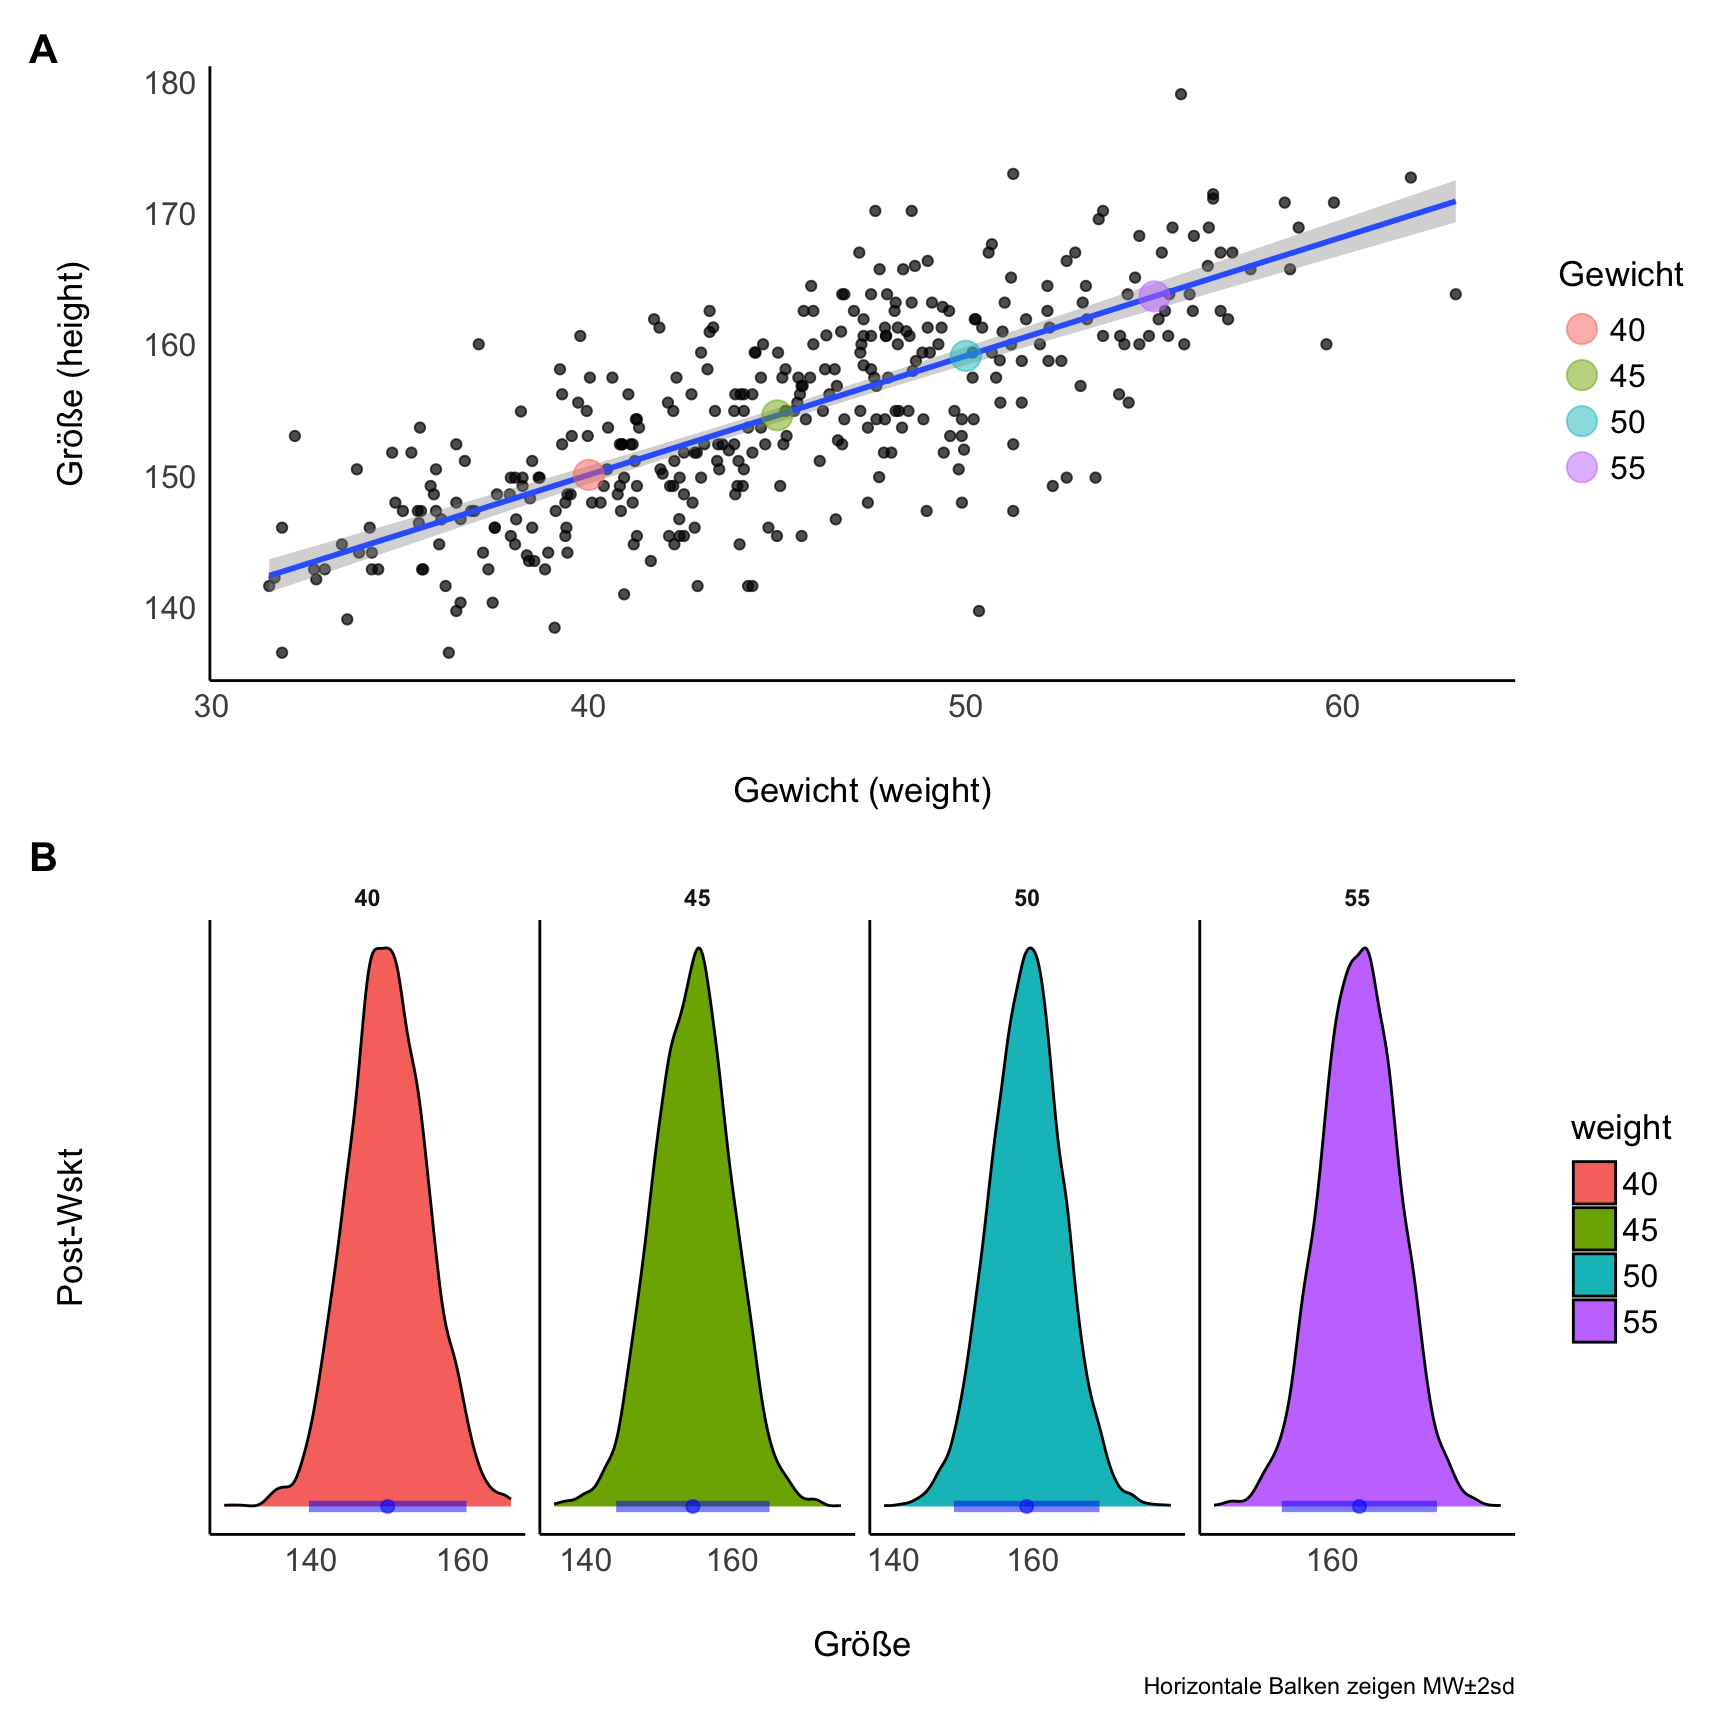 A
180
170
160
150
140
Größe (height)
30 40 50 60
Gewicht (weight)
Gewicht
40
45
50
55
B
40 45 50 55
Post-Wskt
140 160 140 160 140 160 160
Größe
weight
40
45
50
55
Horizontale Balken zeigen MW±2sd